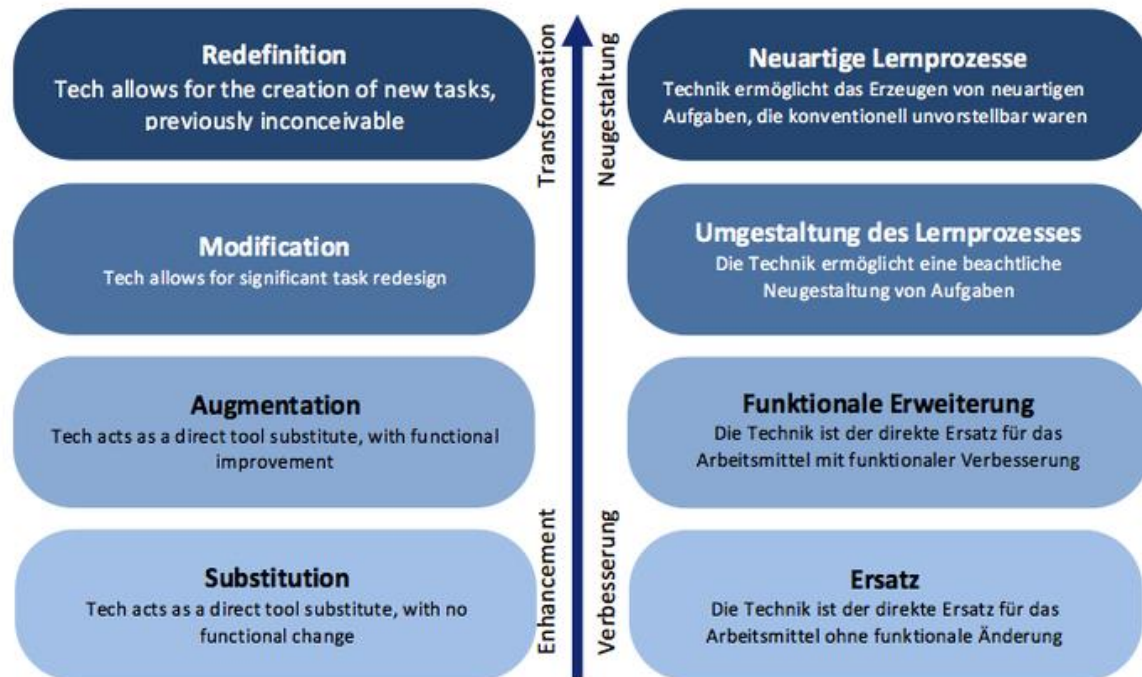 Redefinition
Tech allows for the creation of new tasks,
previously inconceivable
Modification
Tech allows for significant task redesign
Augmentation
Tech acts as a direct tool substitute, with functional
improvement
Substitution
Tech acts as a direct tool substitute, with no
functional change
Transformation
Enhancement
Neugestaltung
Verbesserung
Neuartige Lernprozesse
Technik ermöglicht das Erzeugen von neuartigen
Aufgaben, die konventionell unvorstellbar waren
Umgestaltung des Lernprozesses
Die Technik ermöglicht eine beachtliche
Neugestaltung von Aufgaben
Funktionale Erweiterung
Die Technik ist der direkte Ersatz für das
Arbeitsmittel mit funktionaler Verbesserung
Ersatz
Die Technik ist der direkte Ersatz für das
Arbeitsmittel ohne funktionale Änderung